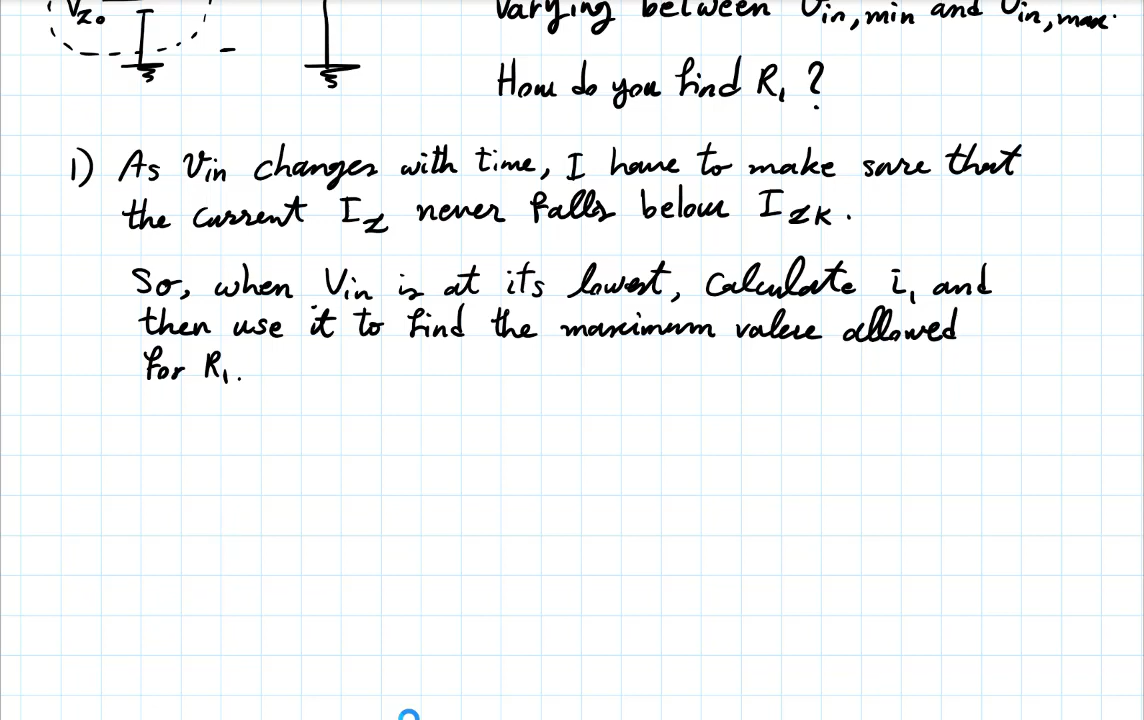 Vzo
Varying between Vin,min and Vin,max.
How do you find R1 ?
1) As Vin changes with time, I have to make sure that
the current Iz never falls below IZK.
So, when Vin is at its lowest, calculate i1 and
then use it to find the maximum value allowed
for R1.